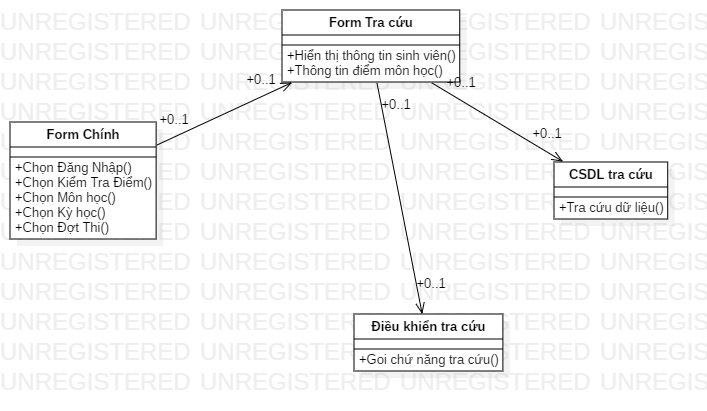 Form Tra cứu
+Hiển thị thông tin sinh viên()
+Thông tin điểm môn học()
+0..1
+0..1
+0..1
+0..1
Form Chính
+Chọn Đăng Nhập()
+Chọn Kiểm Tra Điểm()
+Chọn Môn học()
+Chọn Kỳ học()
+Chọn Đợt Thi()
+0..1
CSDL tra cứu
+Tra cứu dữ liệu()
+0..1
Điều khiển tra cứu
+Goi chứ năng tra cứu()
UNREGISTERED